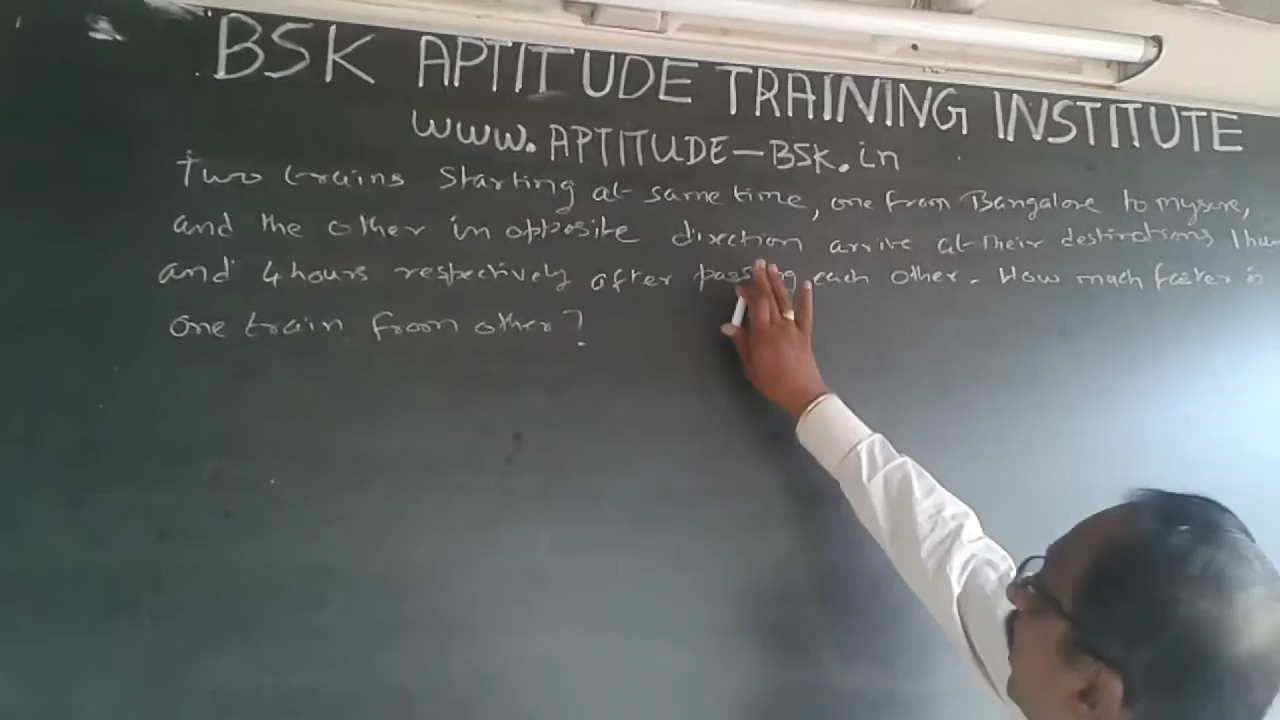 BSK APTITUDE TRAINING INSTITUTE
www.APTITUDE-BSK.in
Two trains starting at same time, one from Bangalore to mysore,
and the other in opposite direction arrive at their destinations 1
and 4 hours respectively after passing each other. How much faster is
one train from other?